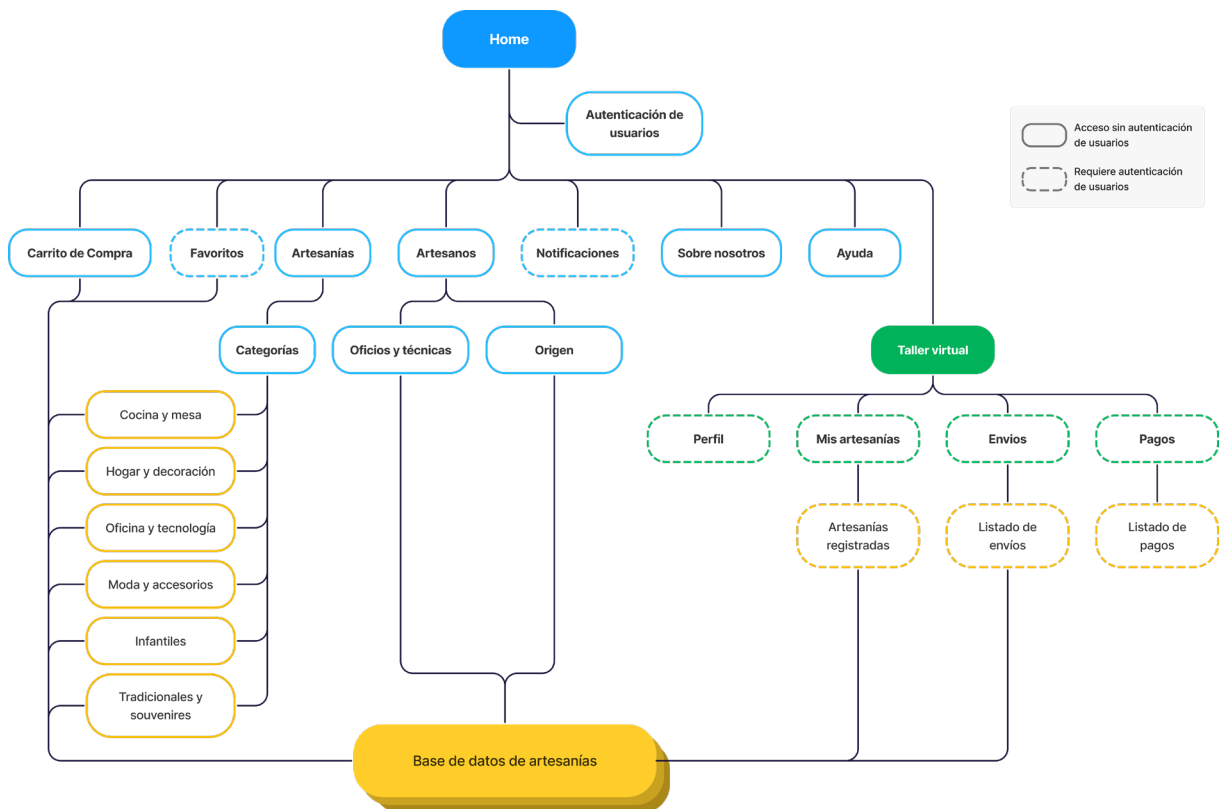 Home
Autenticación de
usuarios
Acceso sin autenticación
de usuarios
Requiere autenticación
de usuarios
Carrito de Compra
Favoritos
Artesanías
Artesanos
Notificaciones
Sobre nosotros
Ayuda
Categorías
Oficios y técnicas
Origen
Taller virtual
Cocina y mesa
Hogar y decoración
Oficina y tecnología
Moda y accesorios
Infantiles
Tradicionales y
souvenires
Perfil
Mis artesanías
Envios
Pagos
Artesanías
registradas
Listado de
envíos
Listado de
pagos
Base de datos de artesanías